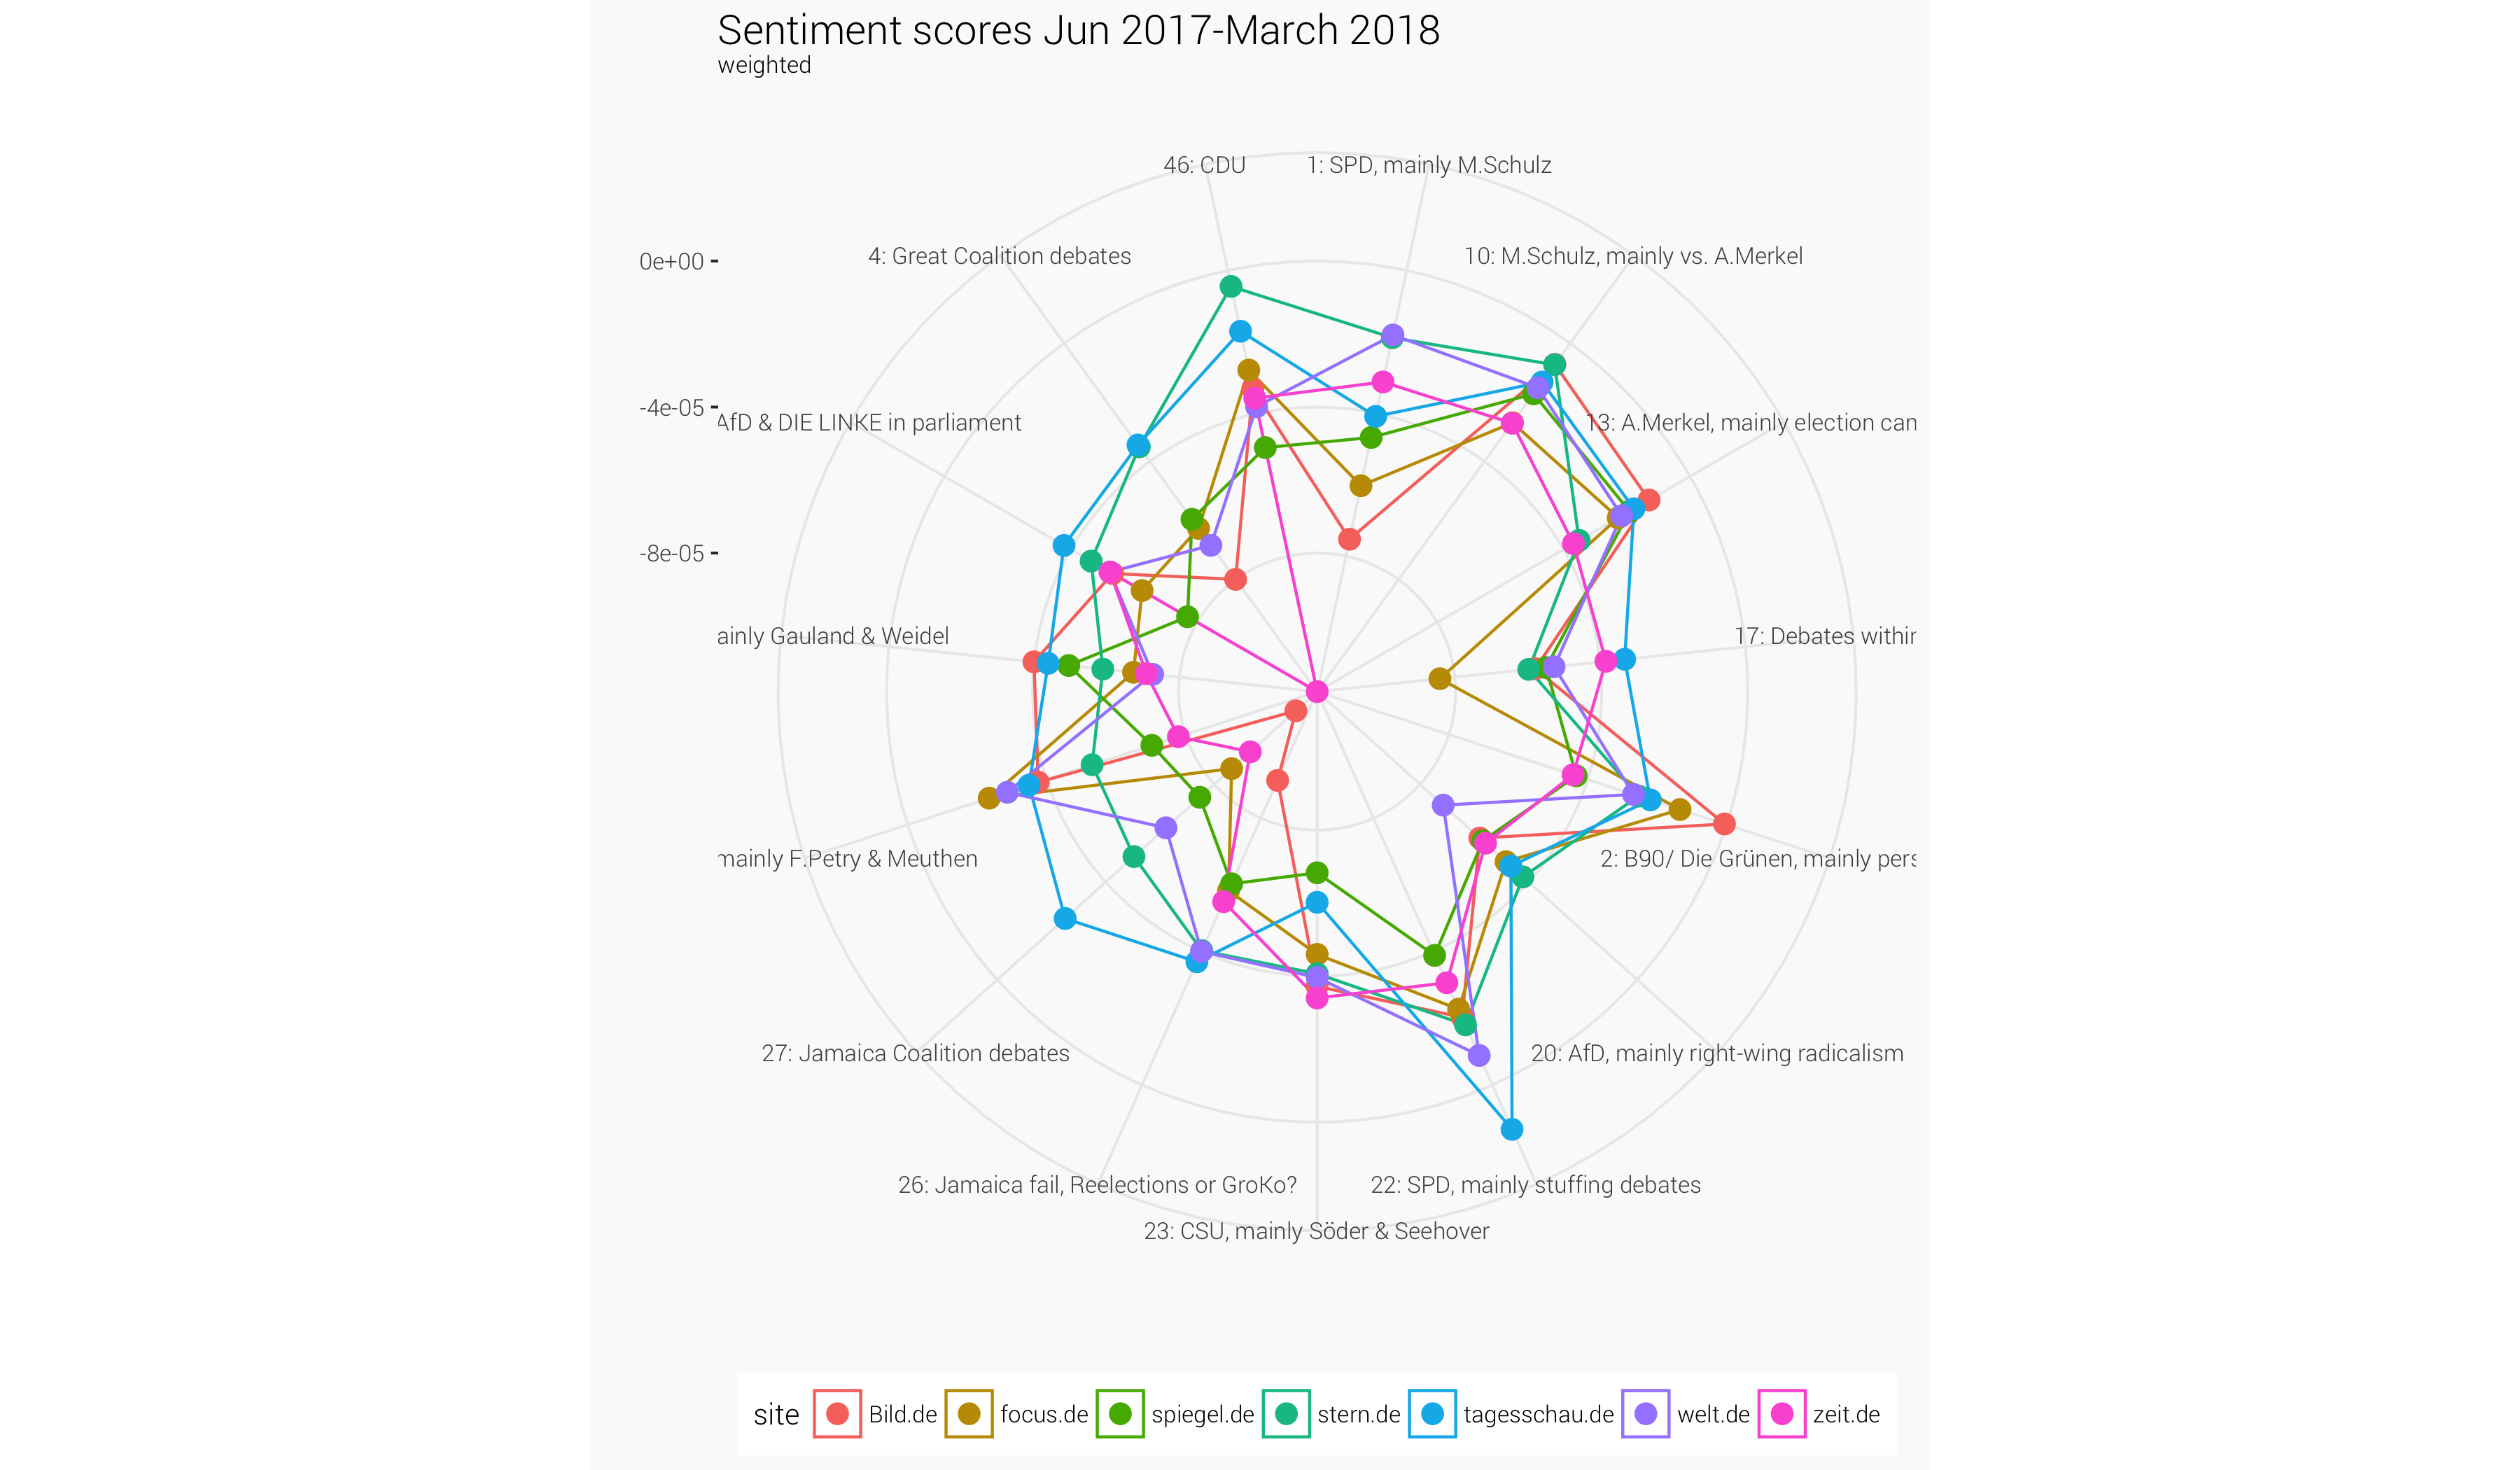 Sentiment scores Jun 2017-March 2018
weighted
46: CDU
1: SPD, mainly M.Schulz
0e+00
4: Great Coalition debates
10: M.Schulz, mainly vs. A.Merkel
-4e-05
AfD & DIE LINKE in parliament
13: A.Merkel, mainly election can
-8e-05
ainly Gauland & Weidel
17: Debates within
mainly F.Petry & Meuthen
2: B90/ Die Grünen, mainly pers
27: Jamaica Coalition debates
20: AfD, mainly right-wing radicalism
26: Jamaica fail, Reelections or GroKo?
22: SPD, mainly stuffing debates
23: CSU, mainly Söder & Seehover
site Bild.de focus.de spiegel.de stern.de tagesschau.de welt.de zeit.de